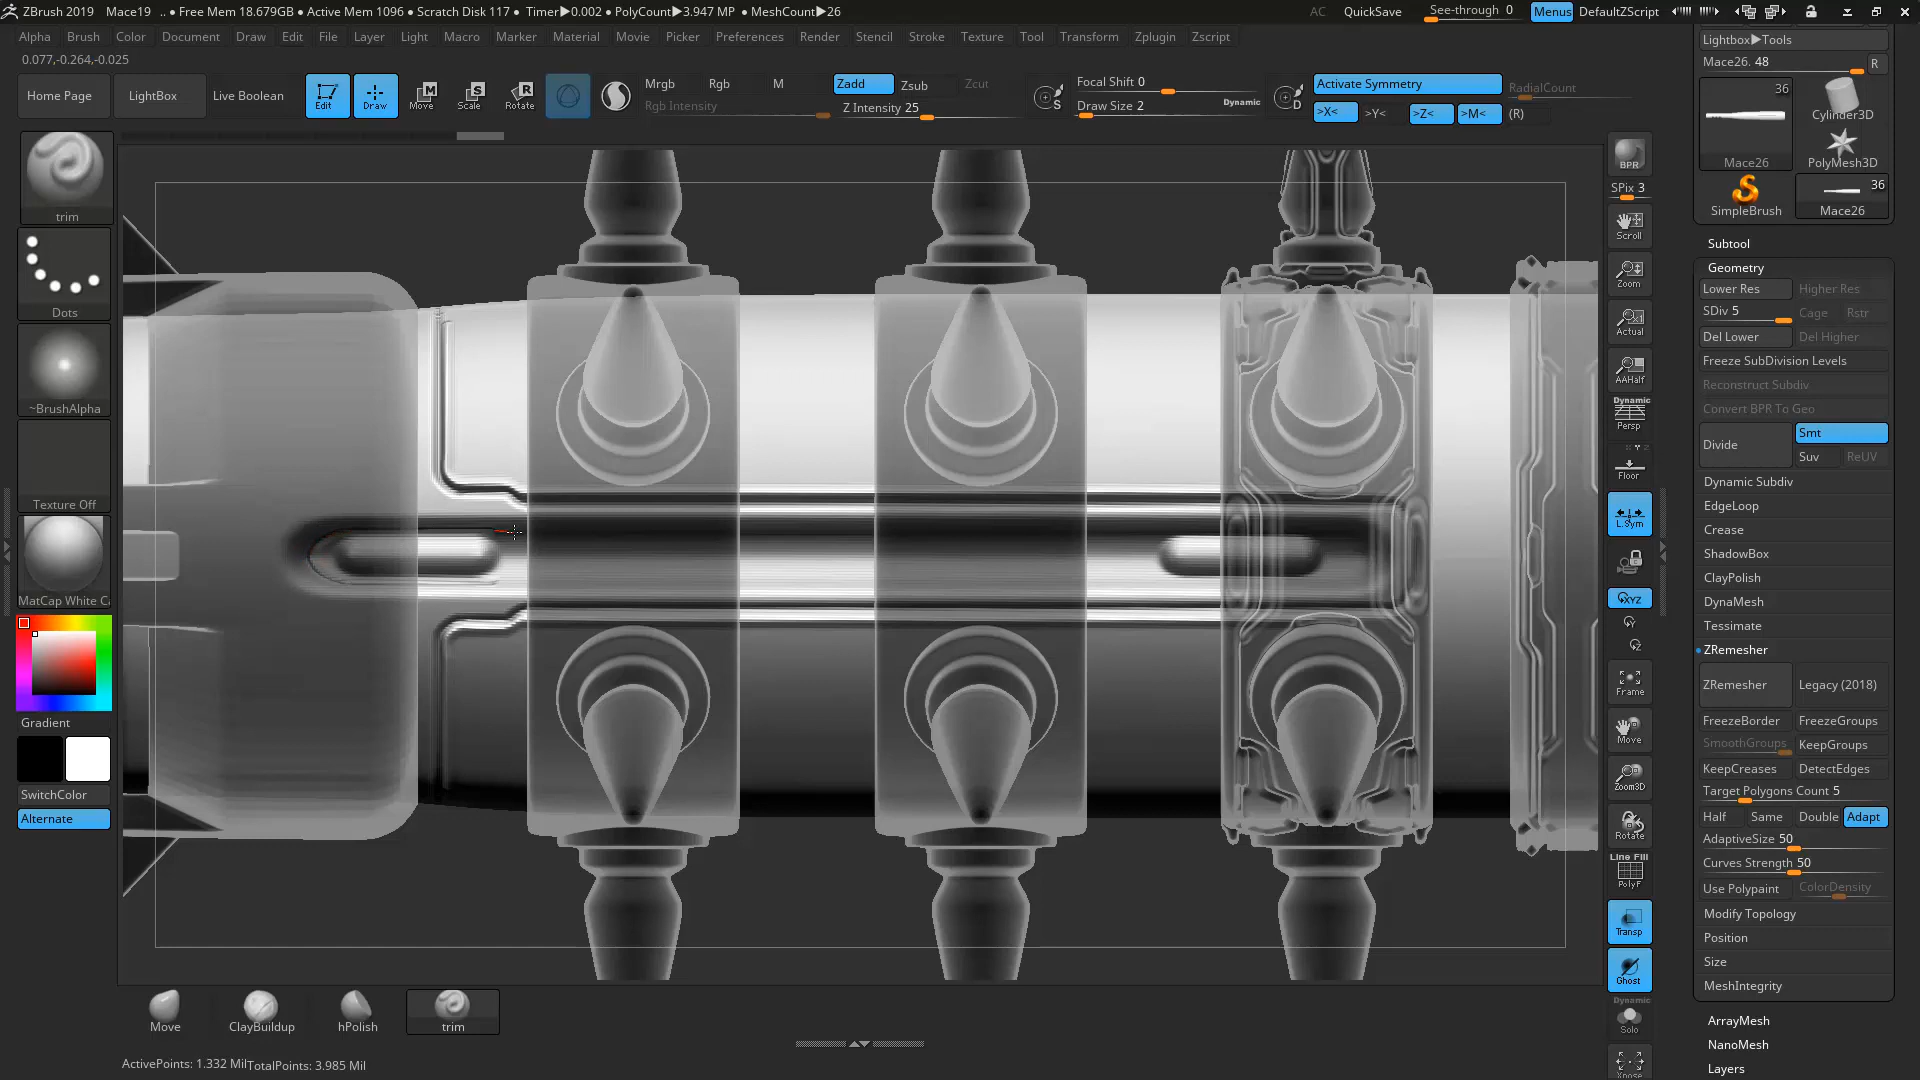 ZBrush 2019 Mace19 .. ● Free Mem 18.679GB ● Active Mem 1096 ● Scratch Disk 117 ● Timer▶0.002 ● PolyCount▶3.947 MP ● MeshCount▶26 AC QuickSave See-through 0 Menus DefaultZScript
Alpha Brush Color Document Draw Edit File Layer Light Macro Marker Material Movie Picker Preferences Render Stencil Stroke Texture Tool Transform Zplugin Zscript
0.077,-0.264,-0.025
Home Page LightBox Live Boolean
Edit Draw Move Scale Rotate
M S R
Mrgb Rgb M
Rgb Intensity
Zadd Zsub Zcut
Z Intensity 25
S
Focal Shift 0
Draw Size 2 Dynamic
D
Activate Symmetry RadialCount
>X< >Y< >Z< >M< (R)
trim
Dots
~BrushAlpha
Texture Off
MatCap White C
Gradient
SwitchColor
Alternate
BPR
SPix 3
Scroll
Zoom
Actual
AAHalf
Dynamic
Persp
Floor
L.Sym
XYZ
Y
Z
Frame
Move
Zoom3D
Rotate
Line Fill
PolyF
Transp
Ghost
Dynamic
Solo
Xpose
Lightbox▶Tools
Mace26. 48 R
36
Mace26
Cylinder3D
PolyMesh3D
SimpleBrush
36
Mace26
Subtool
Geometry
Lower Res Higher Res
SDiv 5 Cage Rstr
Del Lower Del Higher
Freeze SubDivision Levels
Reconstruct Subdiv
Convert BPR To Geo
Divide Smt
Suv ReUV
Dynamic Subdiv
EdgeLoop
Crease
ShadowBox
ClayPolish
DynaMesh
Tessimate
ZRemesher
ZRemesher Legacy (2018)
FreezeBorder FreezeGroups
SmoothGroups KeepGroups
KeepCreases DetectEdges
Target Polygons Count 5
Half Same Double Adapt
AdaptiveSize 50
Curves Strength 50
Use Polypaint ColorDensity
Modify Topology
Position
Size
MeshIntegrity
ArrayMesh
NanoMesh
Layers
Move ClayBuildup hPolish trim
ActivePoints: 1.332 Mil TotalPoints: 3.985 Mil